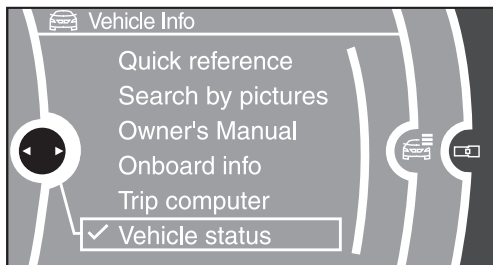 Vehicle Info
Quick reference
Search by pictures
Owner's Manual
Onboard info
Trip computer
Vehicle status